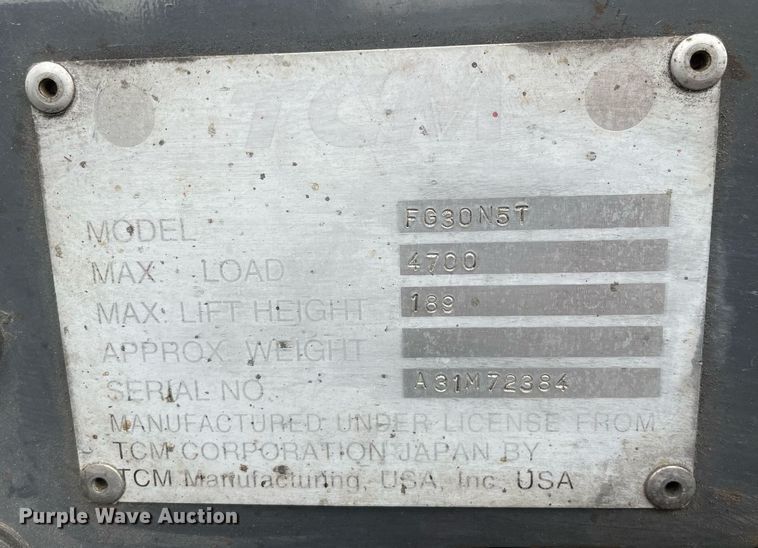 TCM
MODEL FG30N5T
MAX. LOAD 4700
MAX. LIFT HEIGHT 189
APPROX. WEIGHT
SERIAL NO. A31M72384
MANUFACTURED UNDER LICENSE FROM
TCM CORPORATION JAPAN BY
TCM Manufacturing, USA, Inc, USA
Purple Wave Auction